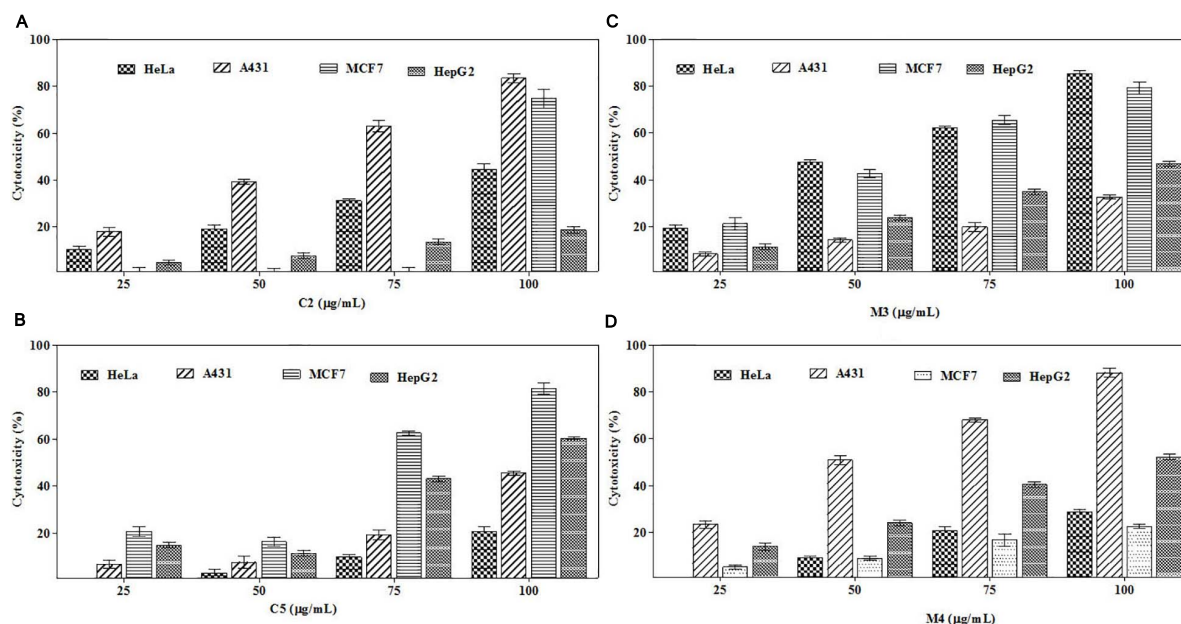 A
Cytotoxicity (%)
100
80
60
40
20
HeLa A431 MCF7 HepG2
25 50 75 100
C2 (µg/mL)
B
Cytotoxicity (%)
100
80
60
40
20
HeLa A431 MCF7 HepG2
25 50 75 100
C5 (µg/mL)
C
Cytotoxicity (%)
100
80
60
40
20
HeLa A431 MCF7 HepG2
25 50 75 100
M3 (µg/mL)
D
Cytotoxicity (%)
100
80
60
40
20
HeLa A431 MCF7 HepG2
25 50 75 100
M4 (µg/mL)